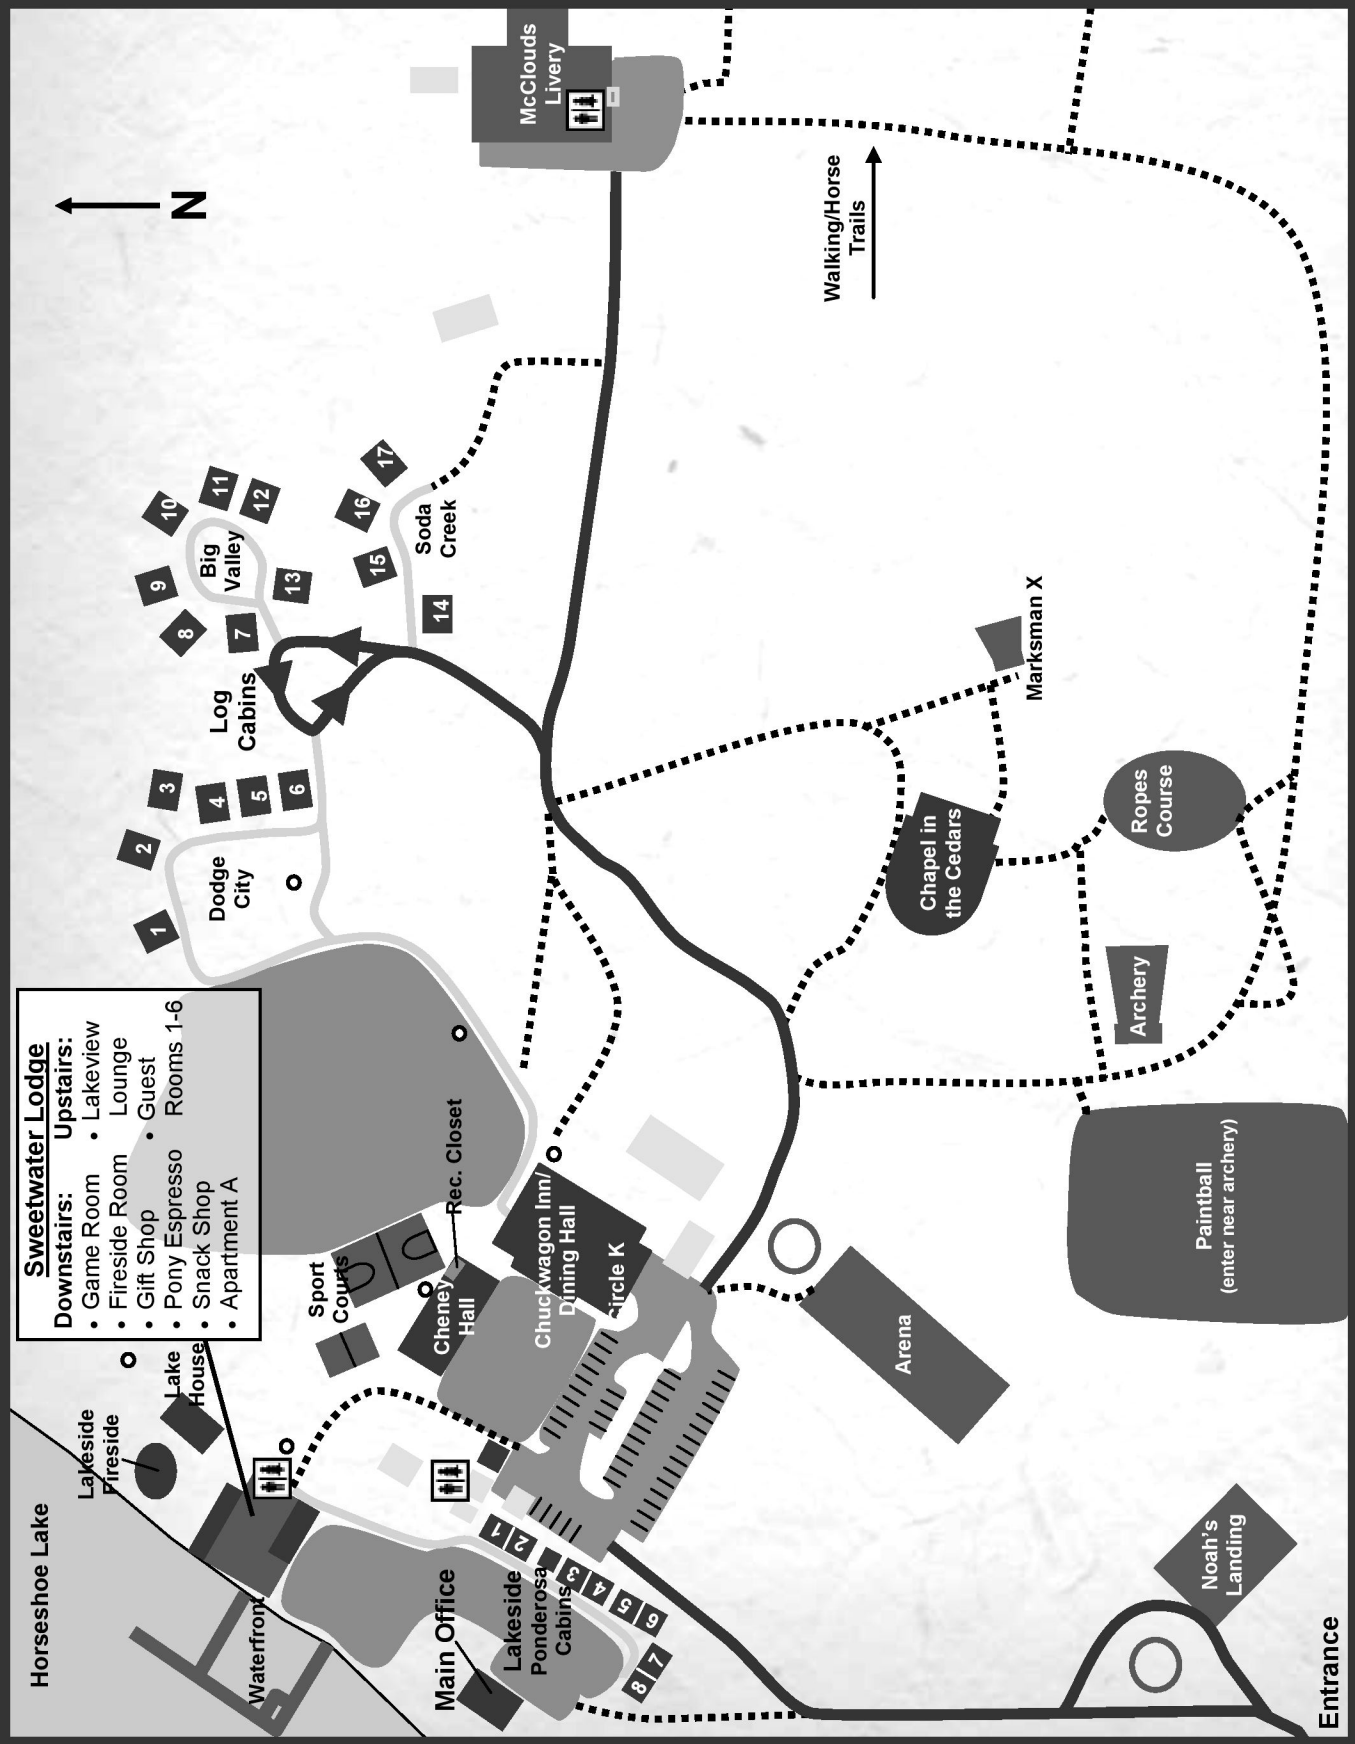 Horseshoe Lake
Sweetwater Lodge
Downstairs:
• Game Room
• Fireside Room
• Gift Shop
• Pony Espresso
• Snack Shop
• Apartment A
Upstairs:
• Lakeview
Lounge
• Guest
Rooms 1-6
Lakeside
Fireside
Lake
House
Waterfront
Main Office
Lakeside
Ponderosa
Cabins
1
2
3
4
5
6
7
8
Sport
Courts
Cheney
Hall
Rec. Closet
Chuckwagon Inn/
Dining Hall
Circle K
Dodge
City
1
2
3
4
5
6
Log
Cabins
Big
Valley
7
8
9
10
11
12
13
Soda
Creek
14
15
16
17
N
McClouds
Livery
Walking/Horse
Trails
Marksman X
Chapel in
the Cedars
Ropes
Course
Archery
Paintball
(enter near archery)
Arena
Noah's
Landing
Entrance